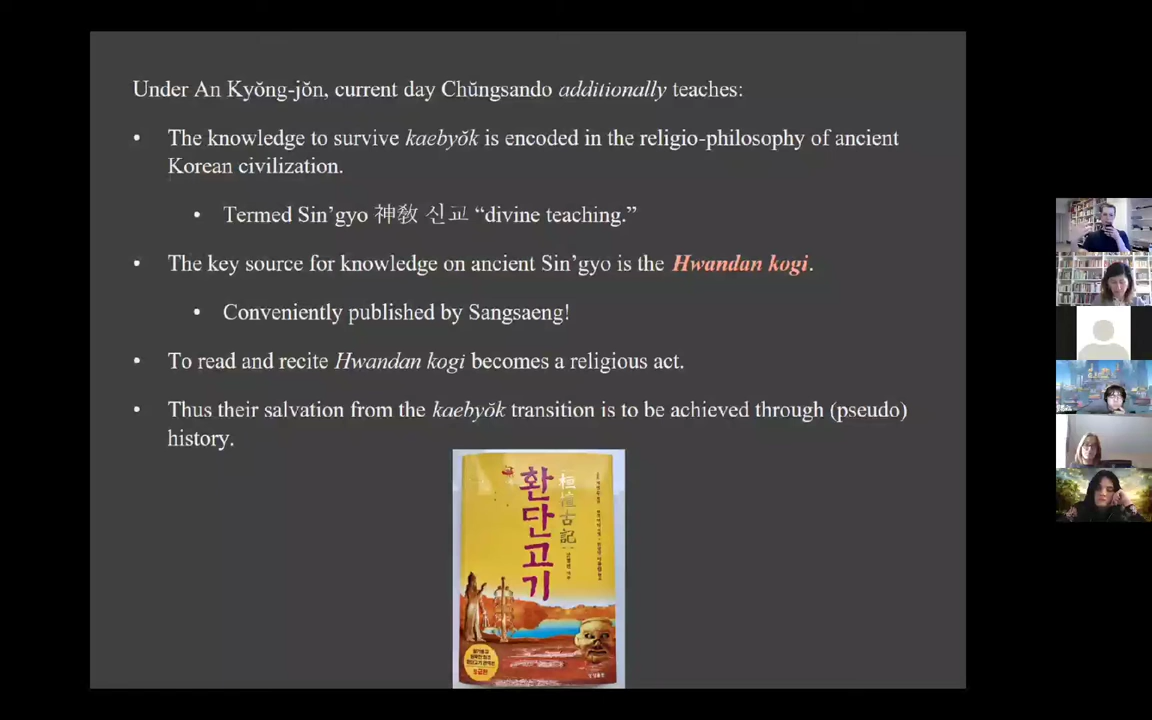 Under An Kyŏng-jŏn, current day Chŭngsando additionally teaches:
• The knowledge to survive kaebyŏk is encoded in the religio-philosophy of ancient
Korean civilization.
• Termed Sin’gyo 神敎 신교 “divine teaching.”
• The key source for knowledge on ancient Sin’gyo is the Hwandan kogi.
• Conveniently published by Sangsaeng!
• To read and recite Hwandan kogi becomes a religious act.
• Thus their salvation from the kaebyŏk transition is to be achieved through (pseudo)
history.
환단고기
桓檀古記